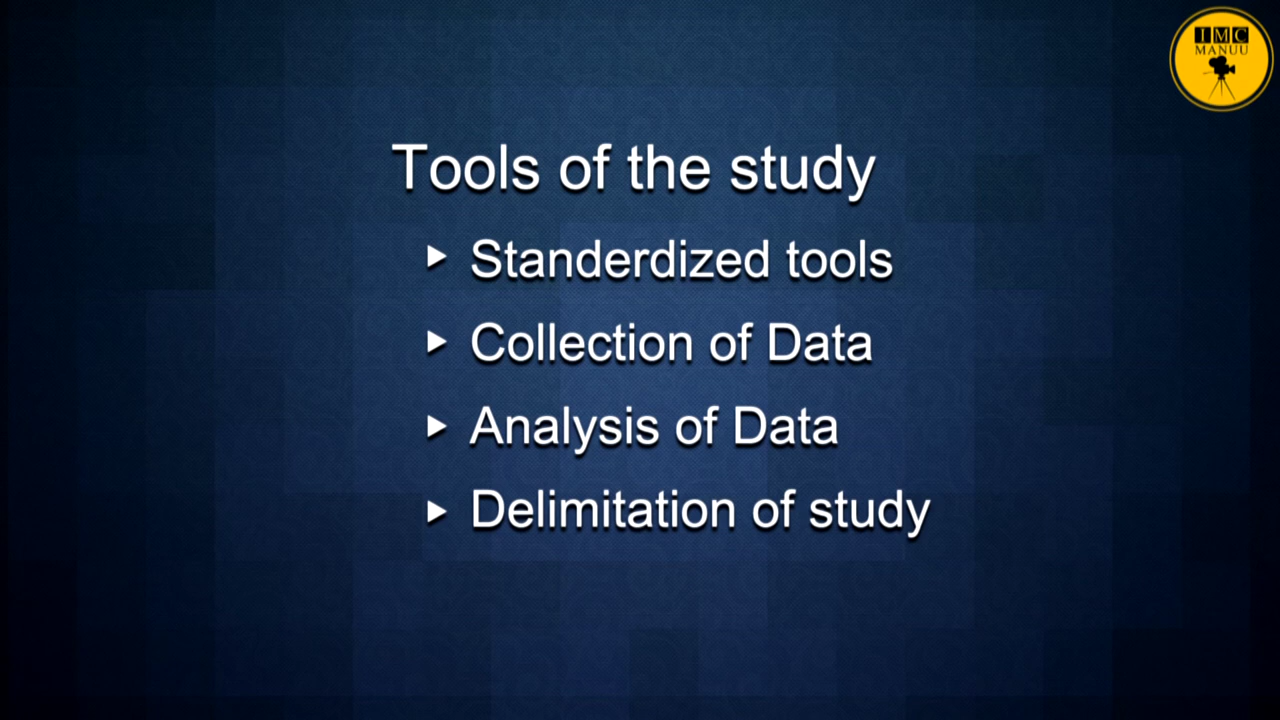 IMC
MANUU
Tools of the study
Standerdized tools
Collection of Data
Analysis of Data
Delimitation of study